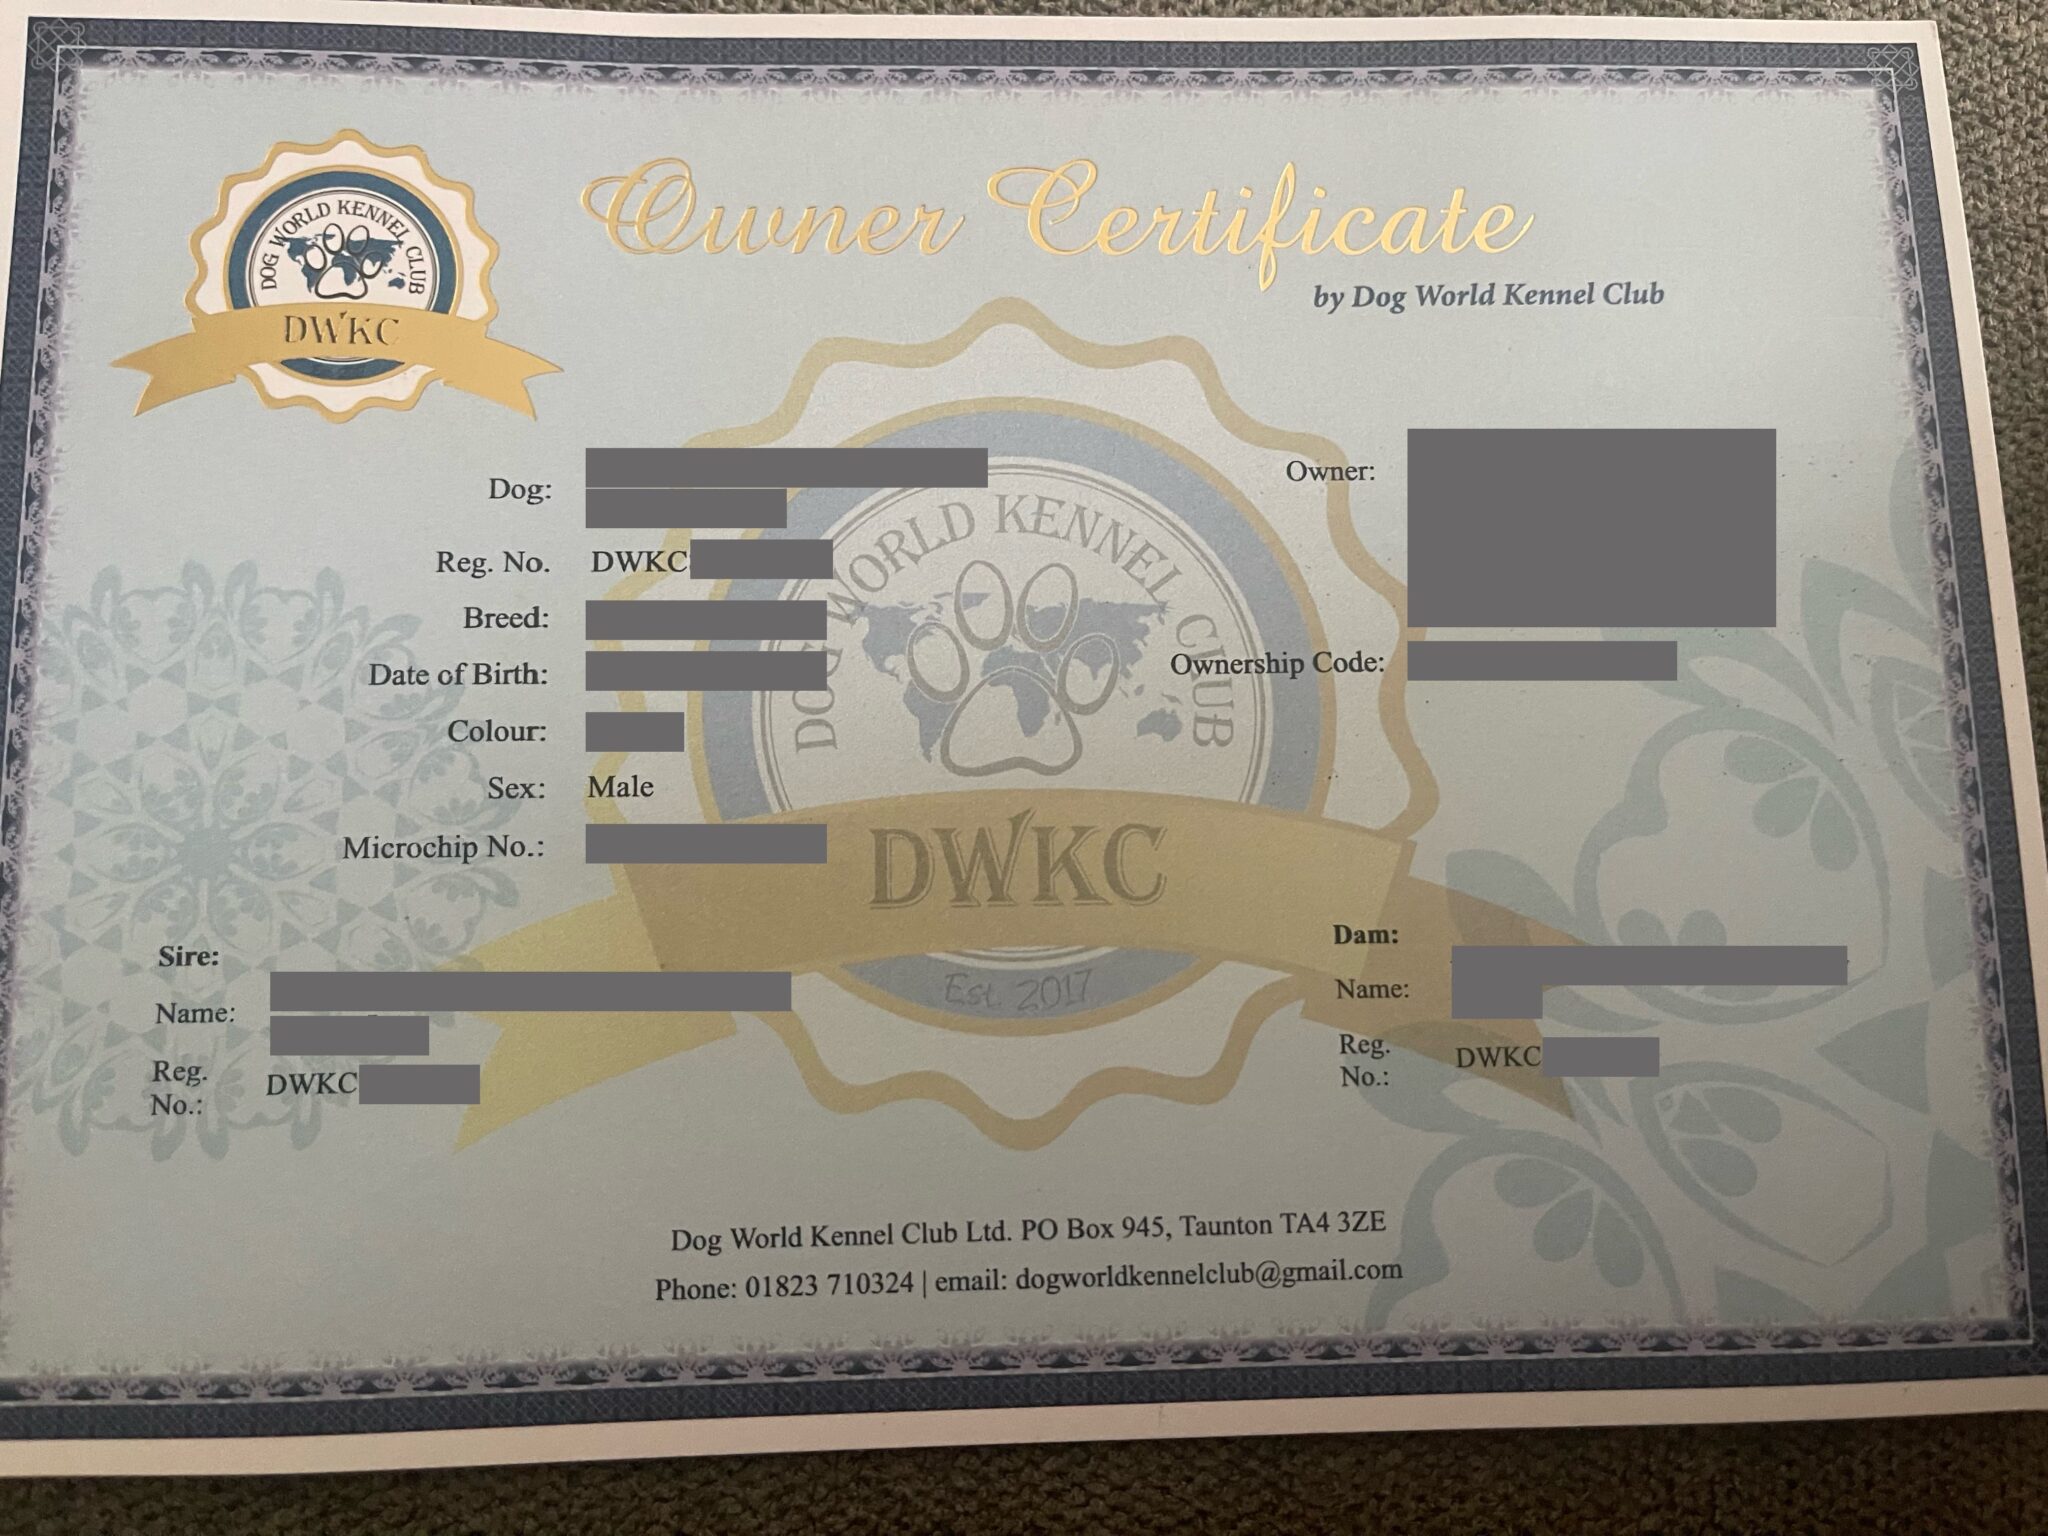 DOG WORLD KENNEL CLUB
DWKC
Owner Certificate
by Dog World Kennel Club
Dog:
Reg. No. DWKC
Breed:
Date of Birth:
Colour:
Sex: Male
Microchip No.:
Owner:
Ownership Code:
DOG WORLD KENNEL CLUB
DWKC
Est. 2017
Sire:
Name:
Reg. No.: DWKC
Dam:
Name:
Reg. No.: DWKC
Dog World Kennel Club Ltd. PO Box 945, Taunton TA4 3ZE
Phone: 01823 710324 | email: dogworldkennelclub@gmail.com